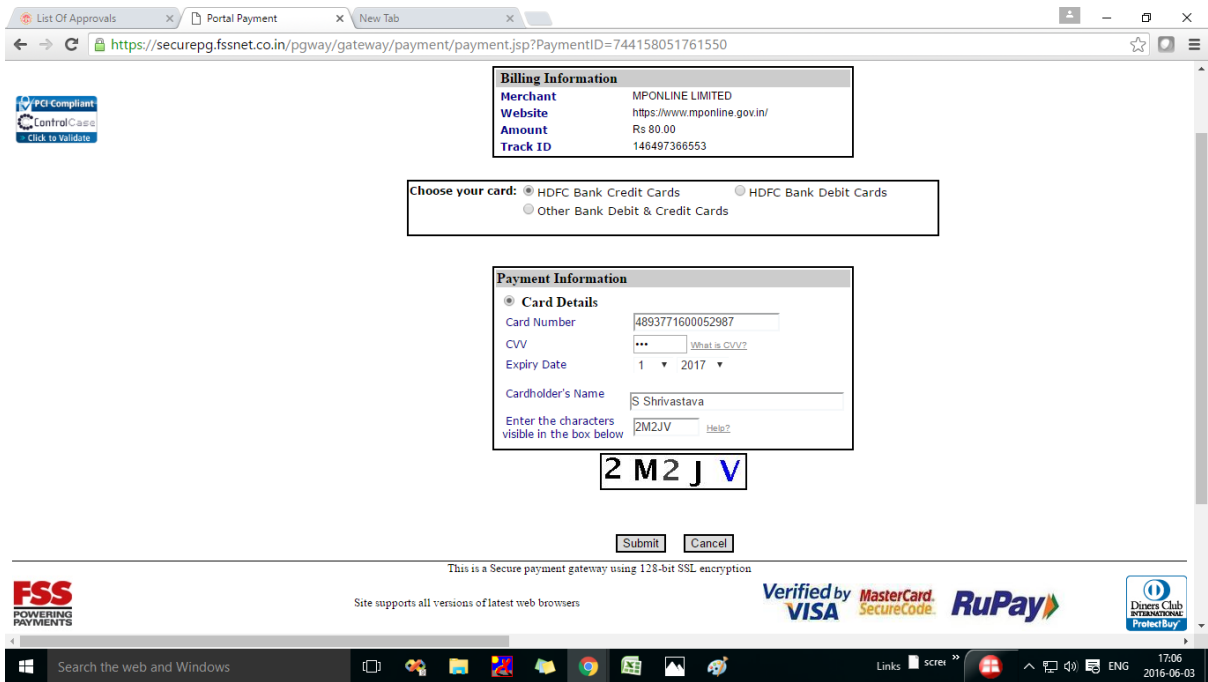 List Of Approvals
Portal Payment
New Tab
https://securepg.fssnet.co.in/pgway/gateway/payment/payment.jsp?PaymentID=744158051761550
PCI Compliant
ControlCase
Click to Validate
Billing Information
Merchant MPONLINE LIMITED
Website https://www.mponline.gov.in/
Amount Rs 80.00
Track ID 146497366553
Choose your card: HDFC Bank Credit Cards HDFC Bank Debit Cards
Other Bank Debit & Credit Cards
Payment Information
Card Details
Card Number 4893771600052987
CVV ••• What is CVV?
Expiry Date 1 2017
Cardholder's Name S Shrivastava
Enter the characters
visible in the box below 2M2JV Help?
2 M 2 J V
Submit Cancel
This is a Secure payment gateway using 128-bit SSL encryption
FSS
POWERING
PAYMENTS
Site supports all versions of latest web browsers
Verified by
VISA
MasterCard.
SecureCode.
RuPay
Diners Club
INTERNATIONAL
ProtectBuy
Search the web and Windows
Links scree »
ENG
17:06
2016-06-03